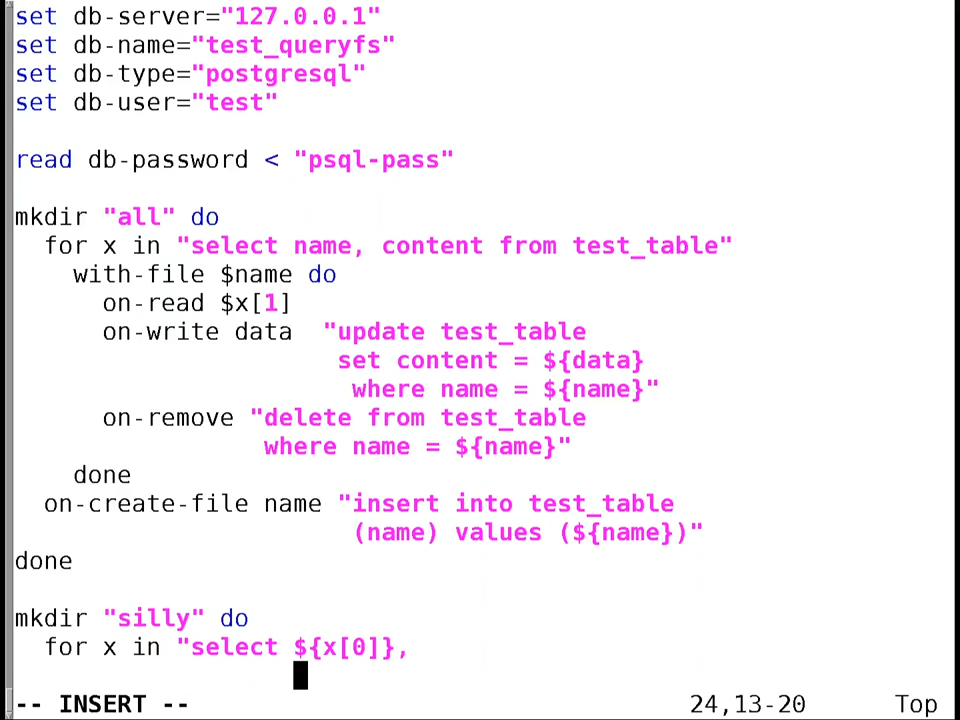 set db-server="127.0.0.1"
set db-name="test_queryfs"
set db-type="postgresql"
set db-user="test"

read db-password < "psql-pass"

mkdir "all" do
  for x in "select name, content from test_table"
    with-file $name do
      on-read $x[1]
      on-write data  "update test_table
                      set content = ${data}
                       where name = ${name}"
      on-remove "delete from test_table
                 where name = ${name}"
    done
  on-create-file name "insert into test_table
                       (name) values (${name})"
done

mkdir "silly" do
  for x in "select ${x[0]},

-- INSERT -- 24,13-20 Top